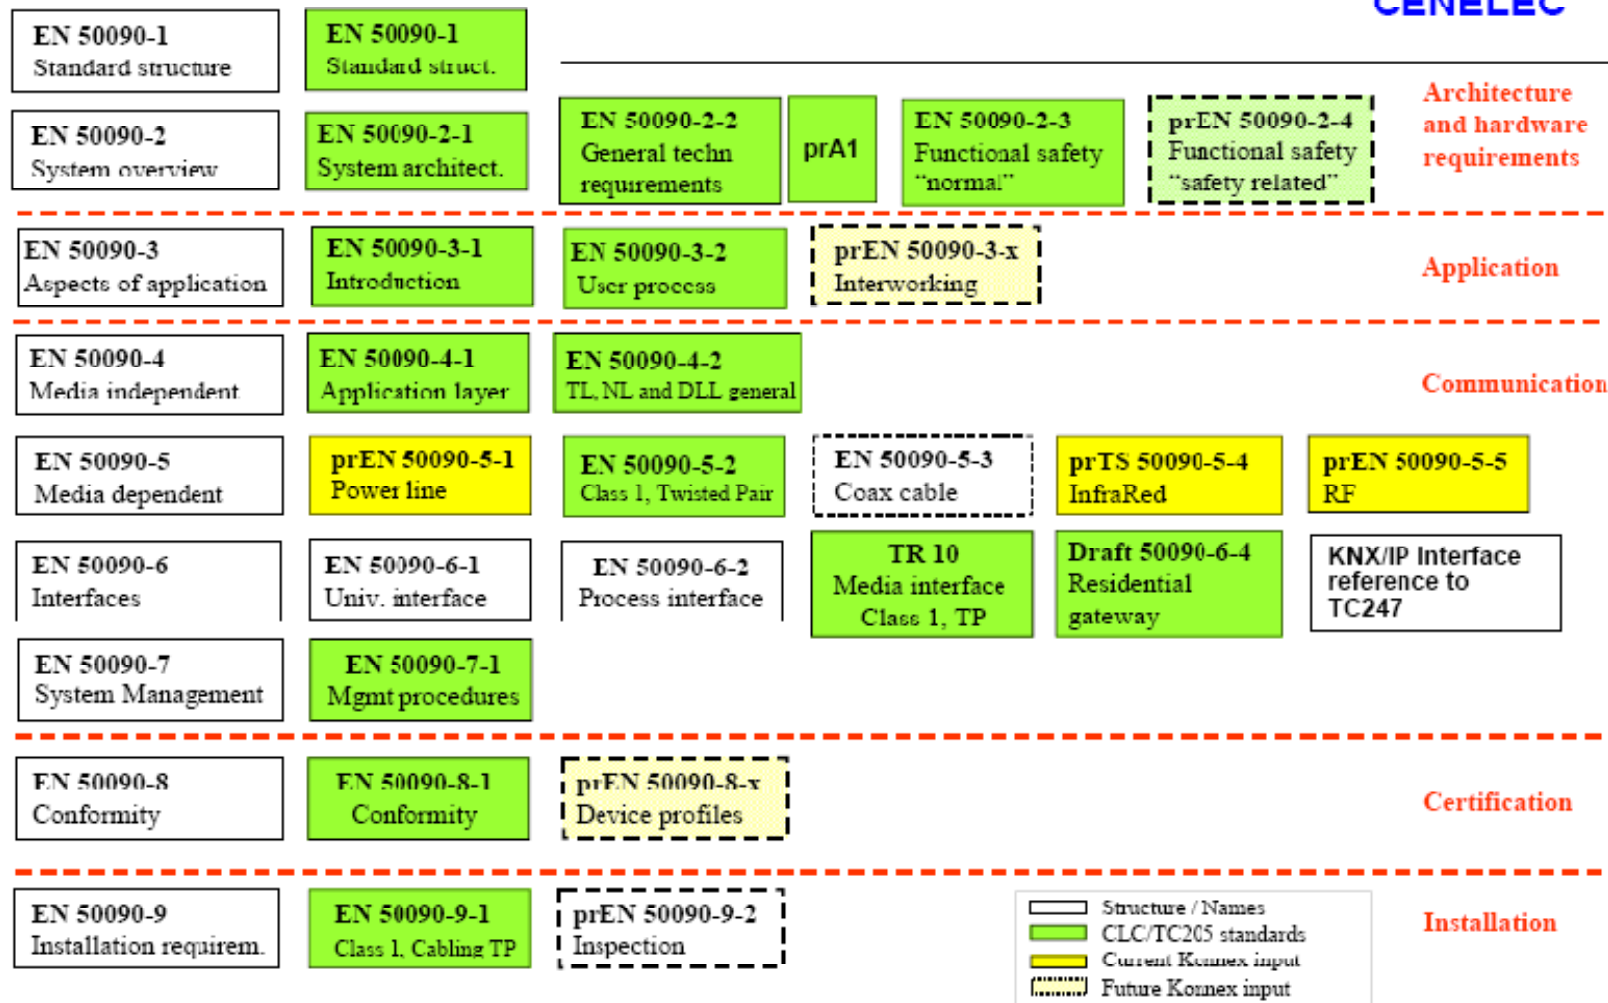 CENELEC
EN 50090-1
Standard structure
EN 50090-1
Standard struct.
EN 50090-2
System overview
EN 50090-2-1
System architect.
EN 50090-2-2
General techn
requirements
prA1
EN 50090-2-3
Functional safety
“normal”
prEN 50090-2-4
Functional safety
“safety related”
Architecture
and hardware
requirements
EN 50090-3
Aspects of application
EN 50090-3-1
Introduction
EN 50090-3-2
User process
prEN 50090-3-x
Interworking
Application
EN 50090-4
Media independent
EN 50090-4-1
Application layer
EN 50090-4-2
TL, NL and DLL general
Communication
EN 50090-5
Media dependent
prEN 50090-5-1
Power line
EN 50090-5-2
Class 1, Twisted Pair
EN 50090-5-3
Coax cable
prTS 50090-5-4
InfraRed
prEN 50090-5-5
RF
EN 50090-6
Interfaces
EN 50090-6-1
Univ. interface
EN 50090-6-2
Process interface
TR 10
Media interface
Class 1, TP
Draft 50090-6-4
Residential
gateway
KNX/IP Interface
reference to
TC247
EN 50090-7
System Management
EN 50090-7-1
Mgmt procedures
EN 50090-8
Conformity
EN 50090-8-1
Conformity
prEN 50090-8-x
Device profiles
Certification
EN 50090-9
Installation requirem.
EN 50090-9-1
Class 1, Cabling TP
prEN 50090-9-2
Inspection
Structure / Names
CLC/TC205 standards
Current Konnex input
Future Konnex input
Installation